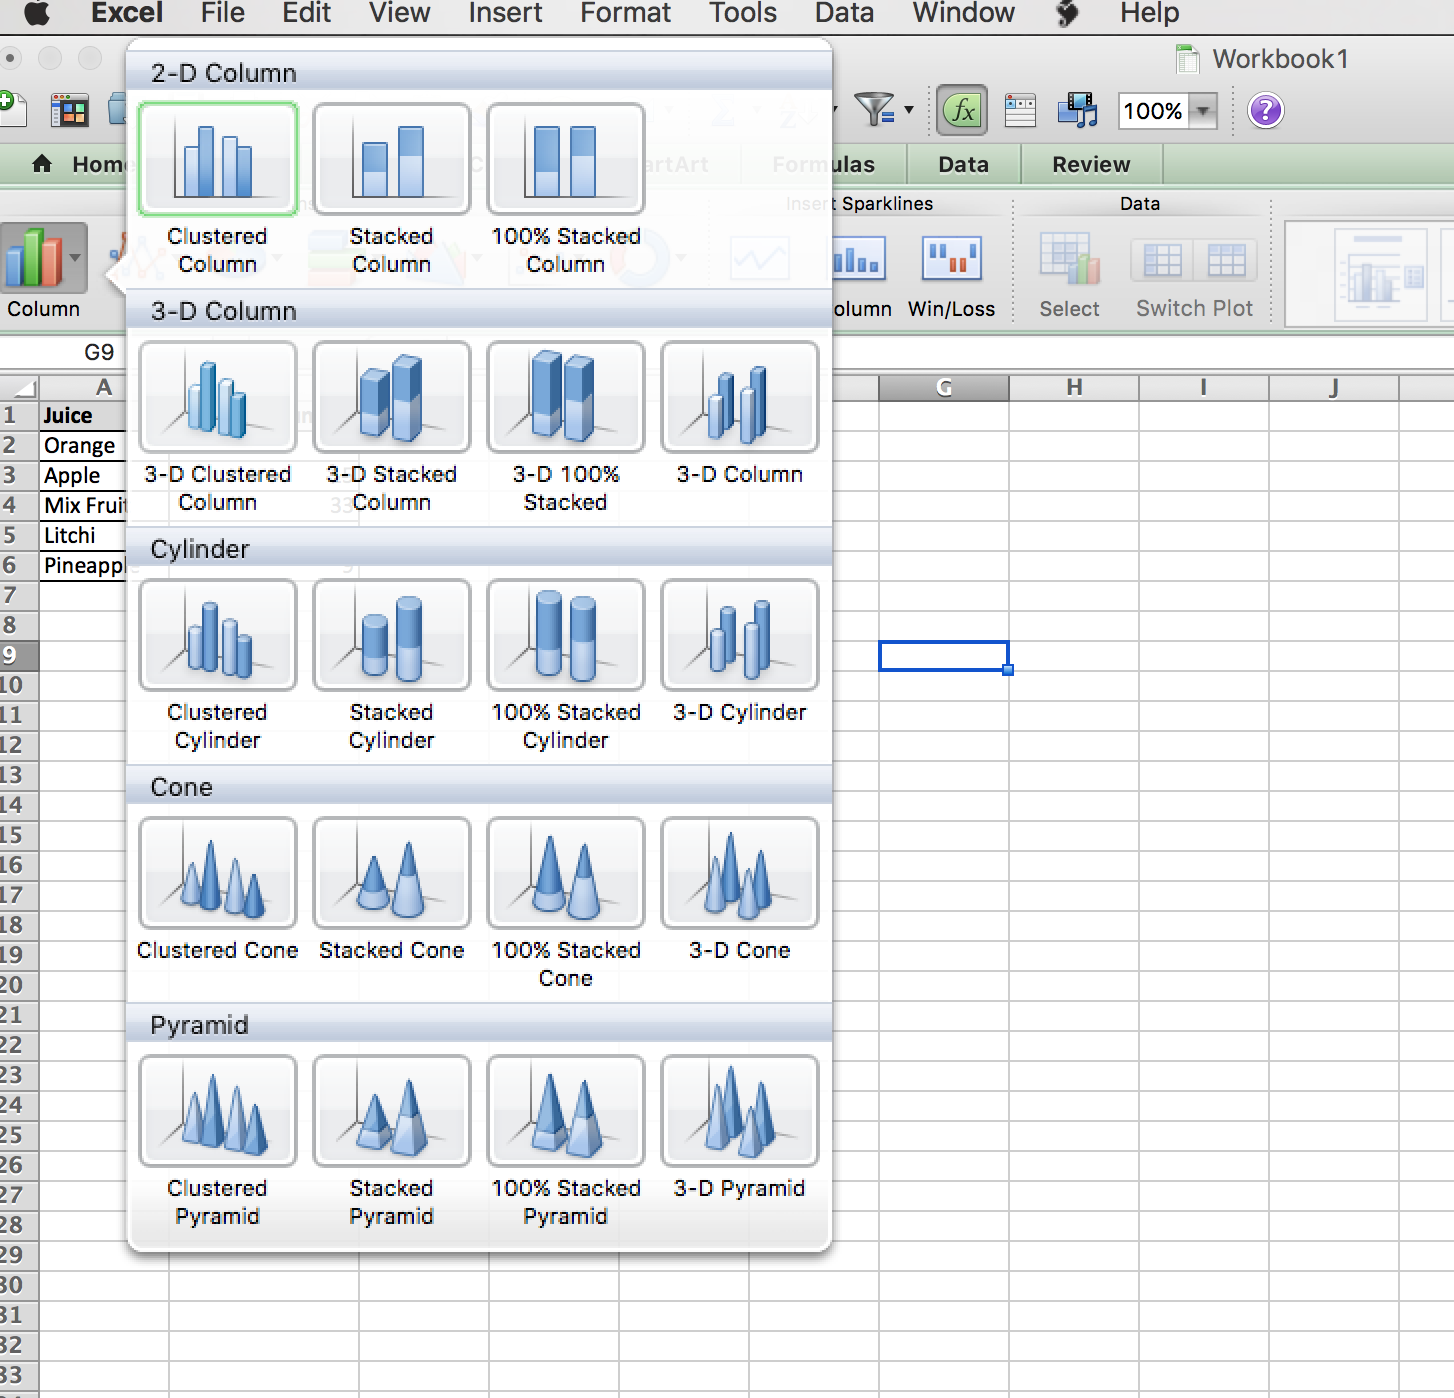 Excel File Edit View Insert Format Tools Data Window Help
Workbook1
fx 100% ?
Home artArt Formulas Data Review
Insert Sparklines Data
Column olumn Win/Loss Select Switch Plot
G9
2-D Column
Clustered Column
Stacked Column
100% Stacked Column
3-D Column
3-D Clustered Column
3-D Stacked Column
3-D 100% Stacked
3-D Column
Cylinder
Clustered Cylinder
Stacked Cylinder
100% Stacked Cylinder
3-D Cylinder
Cone
Clustered Cone
Stacked Cone
100% Stacked Cone
3-D Cone
Pyramid
Clustered Pyramid
Stacked Pyramid
100% Stacked Pyramid
3-D Pyramid
A G H I J
1 Juice
2 Orange
3 Apple
4 Mix Fruit 33
5 Litchi
6 Pineapple 9
7
8
9
10
11
12
13
14
15
16
17
18
19
20
21
22
23
24
25
26
27
28
29
30
31
32
33